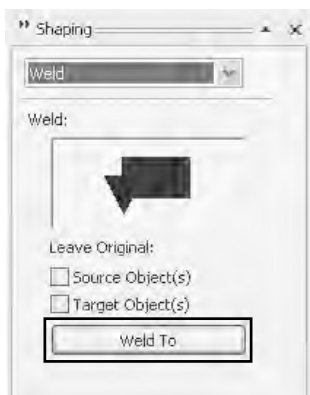 Shaping
Weld
Weld:
Leave Original:
Source Object(s)
Target Object(s)
Weld To